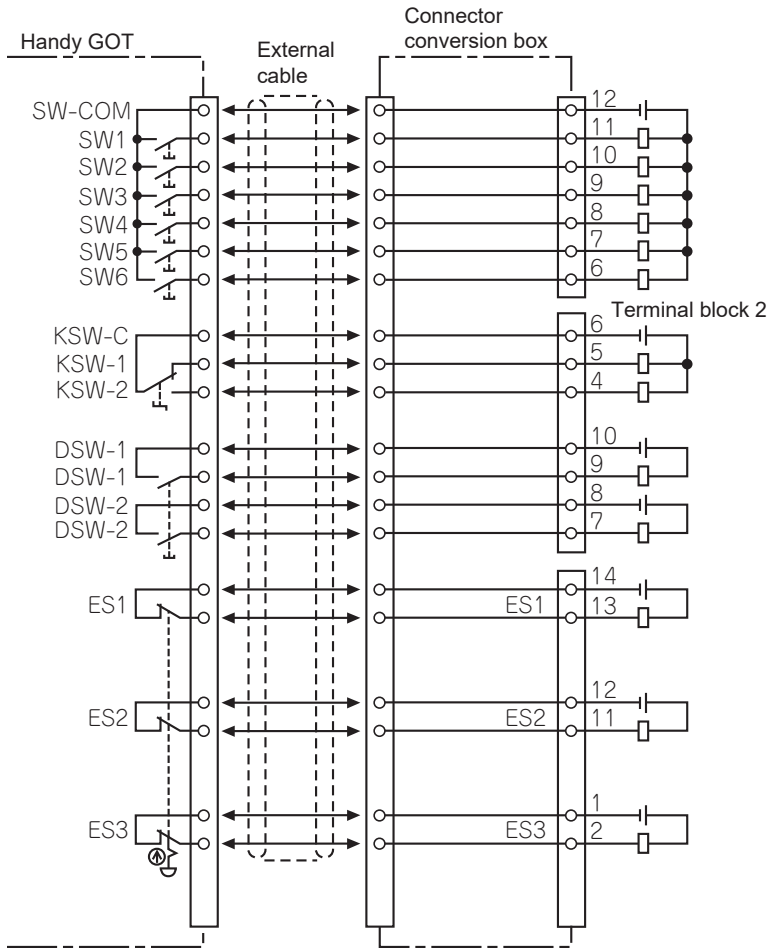 Connector
conversion box
Handy GOT
External
cable
SW-COM 12
SW1 11
SW2 10
SW3 9
SW4 8
SW5 7
SW6 6
Terminal block 2
KSW-C 6
KSW-1 5
KSW-2 4
DSW-1 10
DSW-1 9
DSW-2 8
DSW-2 7
14
ES1 ES1 13
12
ES2 ES2 11
1
ES3 ES3 2